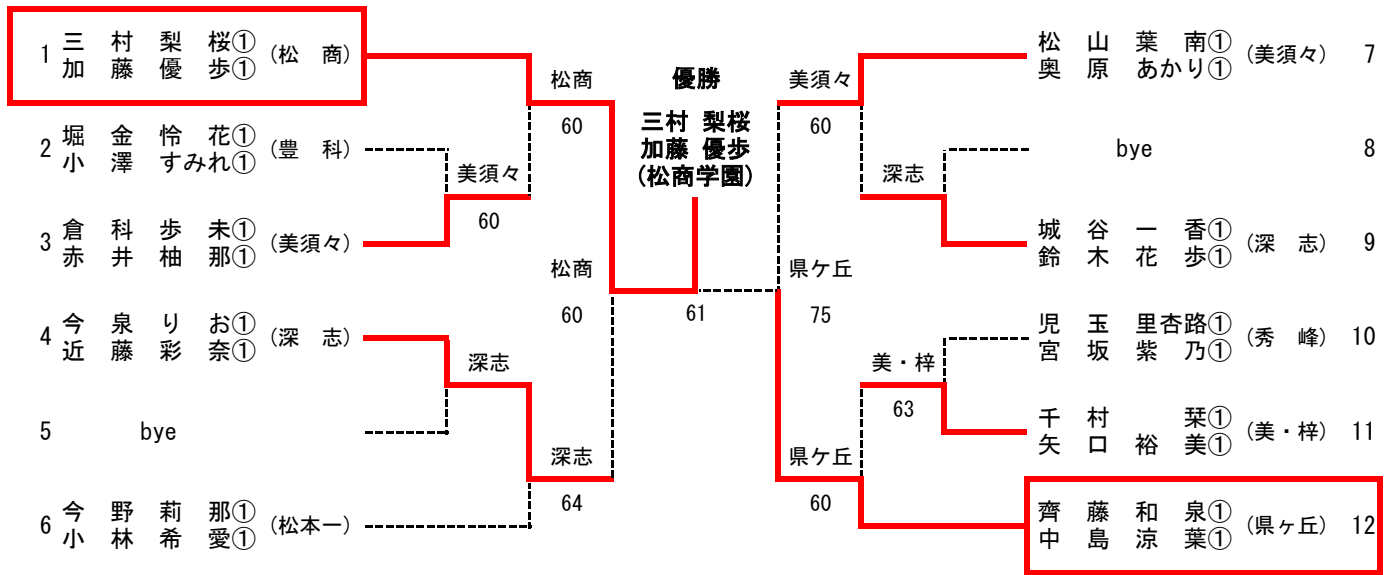 1 三村梨桜① (松商)
加藤優歩①
2 堀金怜花① (豊科)
小澤すみれ①
3 倉科歩未① (美須々)
赤井柚那①
4 今泉りお① (深志)
近藤彩奈①
5 bye
6 今野莉那① (松本一)
小林希愛①
美須々
60
深志
松商
60
松商
60
深志
64
優勝
三村 梨桜
加藤 優歩
(松商学園)
61
美須々
60
県ケ丘
75
県ケ丘
60
深志
美・梓
63
松山葉南① (美須々) 7
奥原あかり①
bye 8
城谷一香① (深志) 9
鈴木花歩①
児玉里杏路① (秀峰) 10
宮坂紫乃①
千村栞① (美・梓) 11
矢口裕美①
齊藤和泉① (県ヶ丘) 12
中島涼葉①